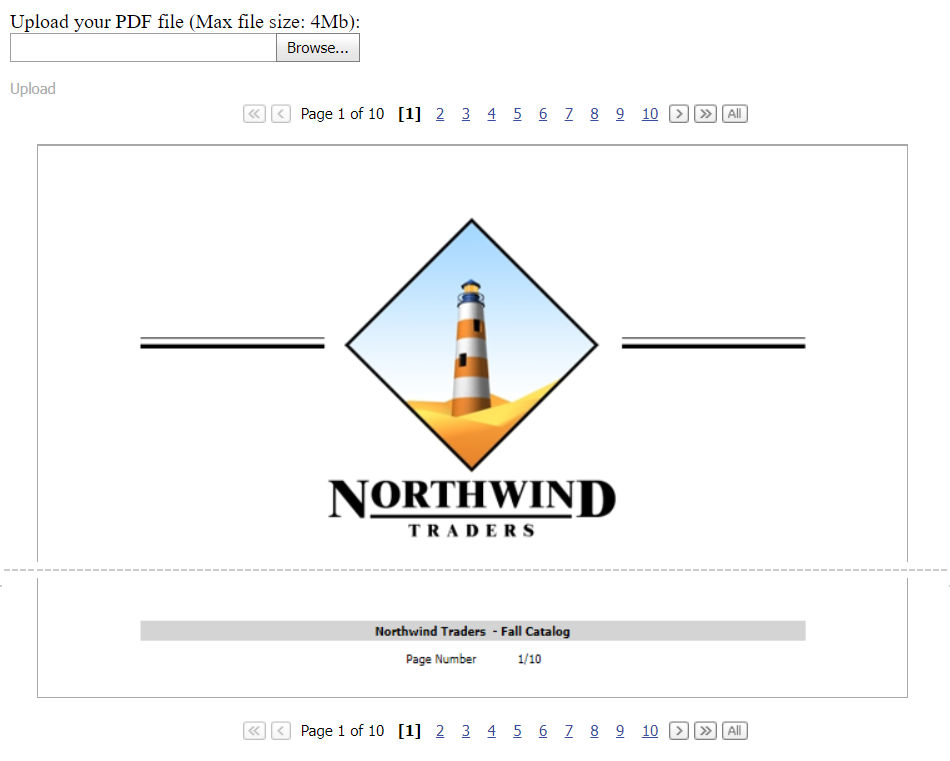 Upload your PDF file (Max file size: 4Mb):
Browse...
Upload
Page 1 of 10 [1] 2 3 4 5 6 7 8 9 10 All
NORTHWIND
TRADERS
Northwind Traders - Fall Catalog
Page Number 1/10
Page 1 of 10 [1] 2 3 4 5 6 7 8 9 10 All